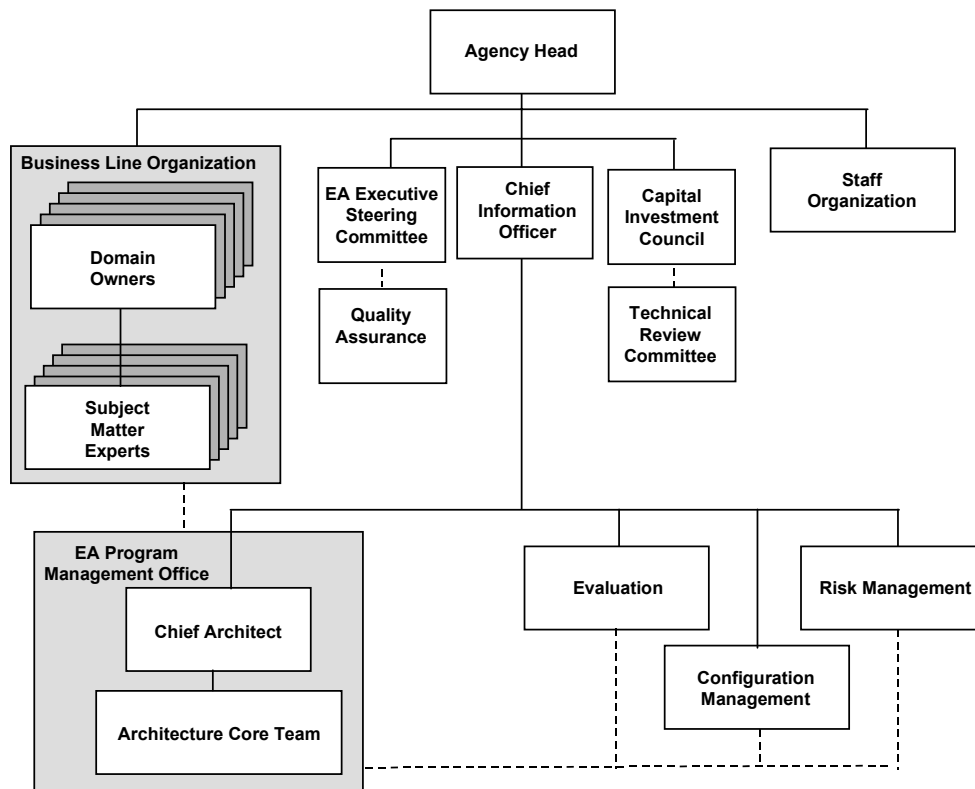 Agency Head
Business Line Organization
Domain
Owners
Subject
Matter
Experts
EA Executive
Steering
Committee
Quality
Assurance
Chief
Information
Officer
Capital
Investment
Council
Technical
Review
Committee
Staff
Organization
EA Program
Management Office
Chief Architect
Architecture Core Team
Evaluation
Configuration
Management
Risk Management